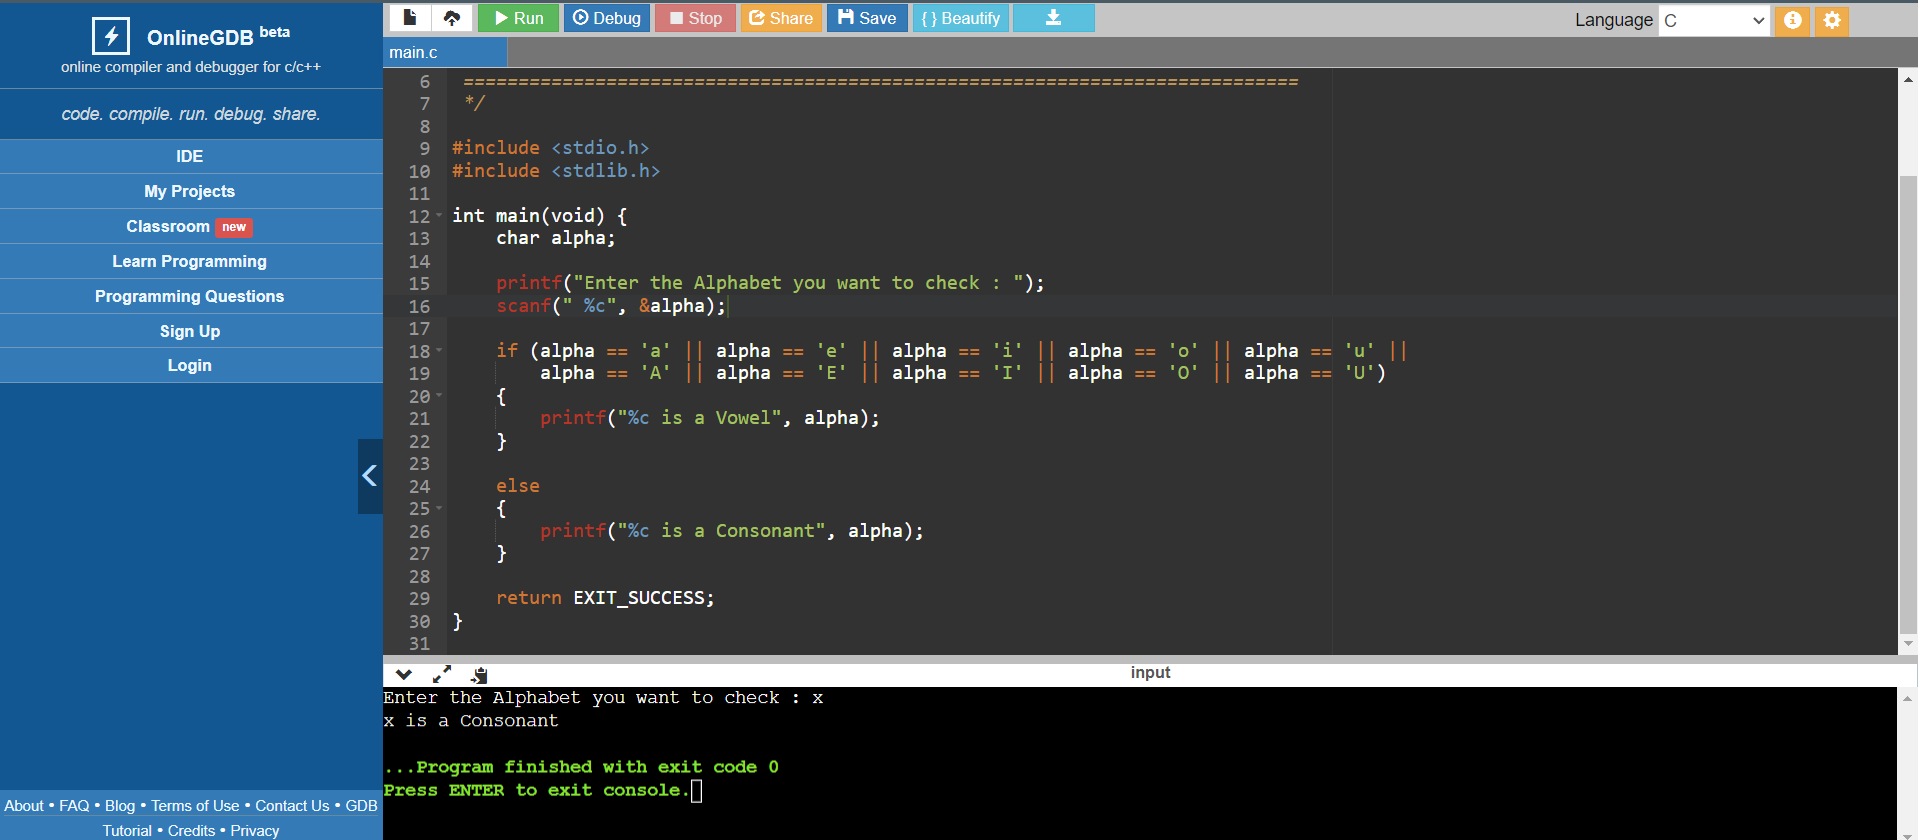 OnlineGDB beta
online compiler and debugger for c/c++
code. compile. run. debug. share.
IDE
My Projects
Classroom new
Learn Programming
Programming Questions
Sign Up
Login
About • FAQ • Blog • Terms of Use • Contact Us • GDB
Tutorial • Credits • Privacy
Run Debug Stop Share Save { } Beautify Language C
main.c
6 ============================================================================
7 */
8
9 #include <stdio.h>
10 #include <stdlib.h>
11
12 int main(void) {
13 char alpha;
14
15 printf("Enter the Alphabet you want to check : ");
16 scanf(" %c", &alpha);
17
18 if (alpha == 'a' || alpha == 'e' || alpha == 'i' || alpha == 'o' || alpha == 'u' ||
19 alpha == 'A' || alpha == 'E' || alpha == 'I' || alpha == 'O' || alpha == 'U')
20 {
21 printf("%c is a Vowel", alpha);
22 }
23
24 else
25 {
26 printf("%c is a Consonant", alpha);
27 }
28
29 return EXIT_SUCCESS;
30 }
31
input
Enter the Alphabet you want to check : x
x is a Consonant
...Program finished with exit code 0
Press ENTER to exit console.